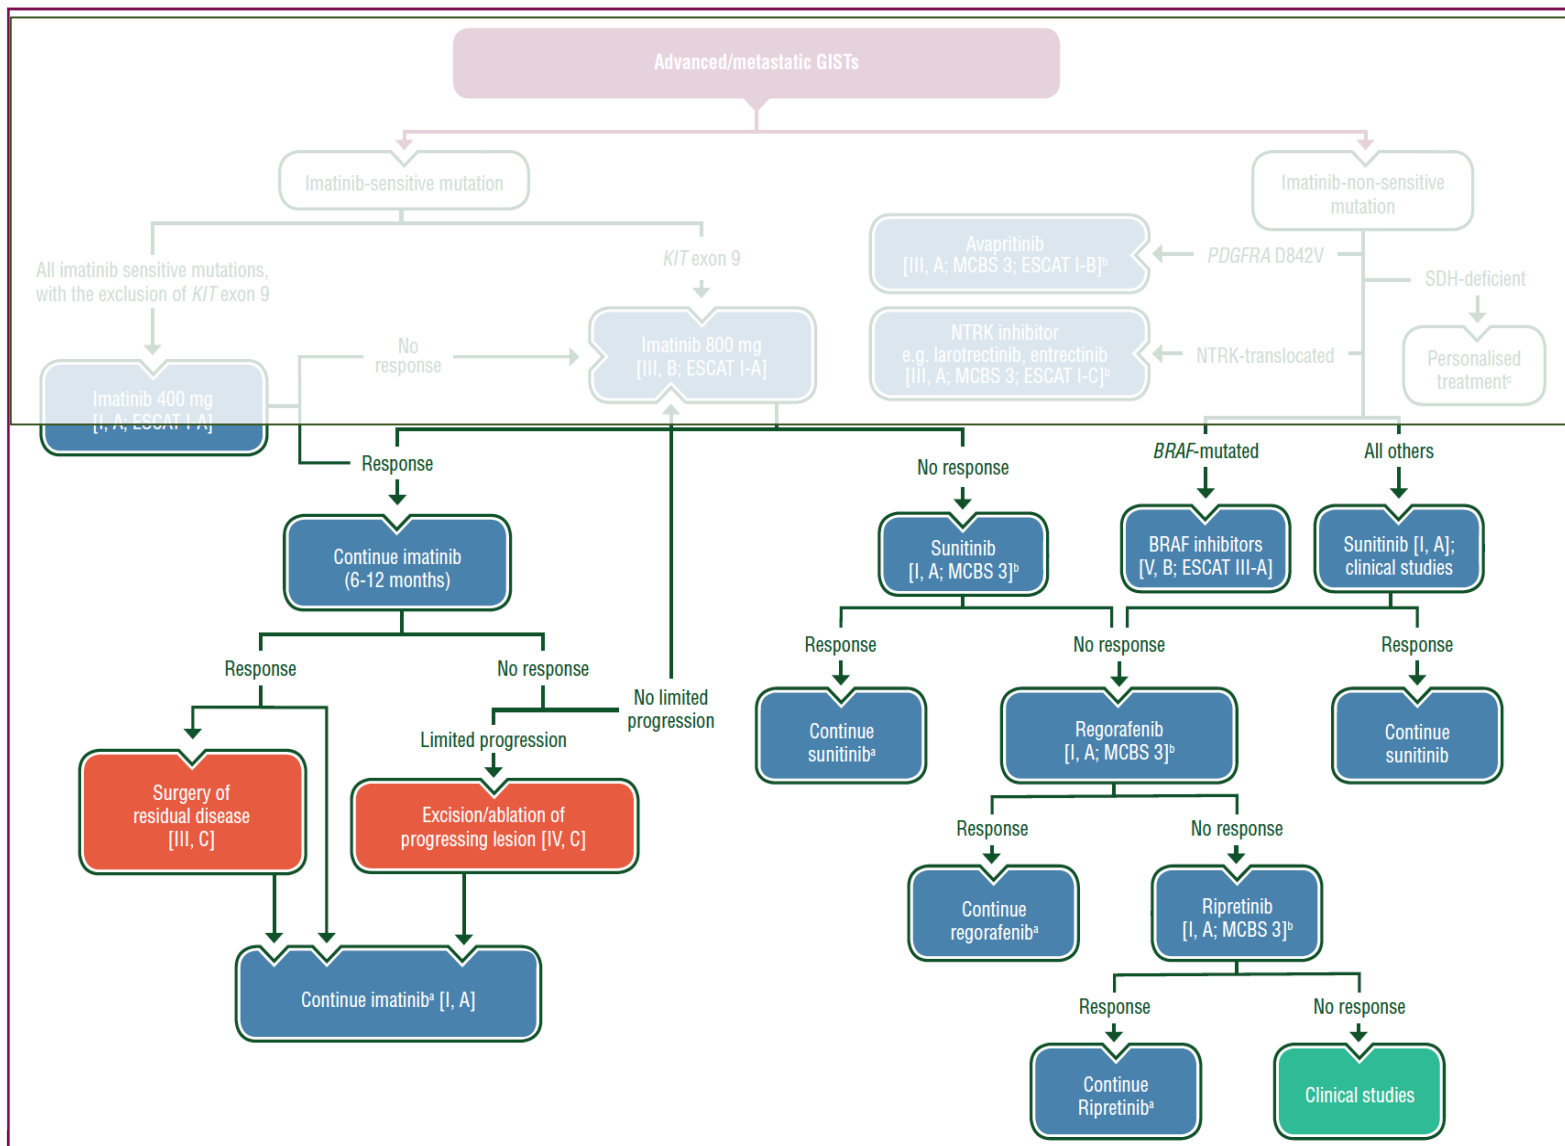 Advanced/metastatic GISTs
Imatinib-sensitive mutation
Imatinib-non-sensitive
mutation
All imatinib sensitive mutations,
with the exclusion of KIT exon 9
KIT exon 9
Avapritinib
[III, A; MCBS 3; ESCAT I-B]ᵇ
PDGFRA D842V
SDH-deficient
No
response
Imatinib 800 mg
[III, B; ESCAT I-A]
NTRK inhibitor
e.g. larotrectinib, entrectinib
[III, A; MCBS 3; ESCAT I-C]ᵇ
NTRK-translocated
Personalised
treatmentᶜ
Imatinib 400 mg
[I, A; ESCAT I-A]
Response
No response
BRAF-mutated
All others
Continue imatinib
(6-12 months)
Sunitinib
[I, A; MCBS 3]ᵇ
BRAF inhibitors
[V, B; ESCAT III-A]
Sunitinib [I, A];
clinical studies
Response
No response
No limited
progression
Response
No response
Response
Limited progression
Continue
sunitinibᵃ
Regorafenib
[I, A; MCBS 3]ᵇ
Continue
sunitinib
Surgery of
residual disease
[III, C]
Excision/ablation of
progressing lesion [IV, C]
Response
No response
Continue
regorafenibᵃ
Ripretinib
[I, A; MCBS 3]ᵇ
Continue imatinibᵃ [I, A]
Response
No response
Continue
Ripretinibᵃ
Clinical studies